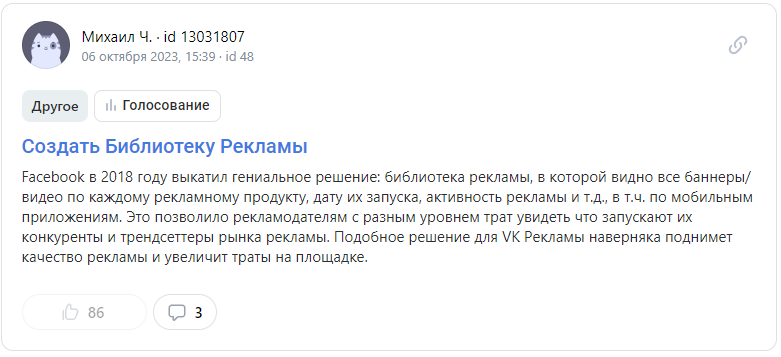 Михаил Ч. · id 13031807
06 октября 2023, 15:39 · id 48
Другое
Голосование
Создать Библиотеку Рекламы
Facebook в 2018 году выкатил гениальное решение: библиотека рекламы, в которой видно все баннеры/
видео по каждому рекламному продукту, дату их запуска, активность рекламы и т.д., в т.ч. по мобильным
приложениям. Это позволило рекламодателям с разным уровнем трат увидеть что запускают их
конкуренты и трендсеттеры рынка рекламы. Подобное решение для VK Рекламы наверняка поднимет
качество рекламы и увеличит траты на площадке.
86
3